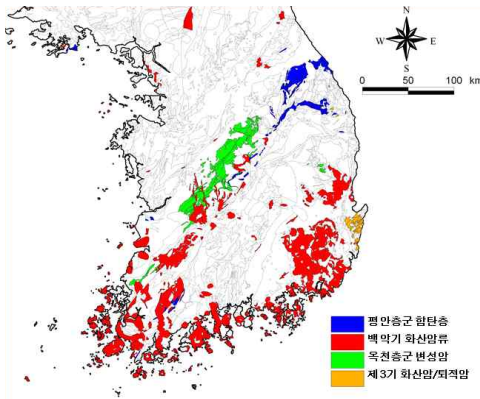 N
W E
S
0 50 100 km
평안층군 함탄층
백악기 화산암류
옥천층군 변성암
제3기 화산암/퇴적암